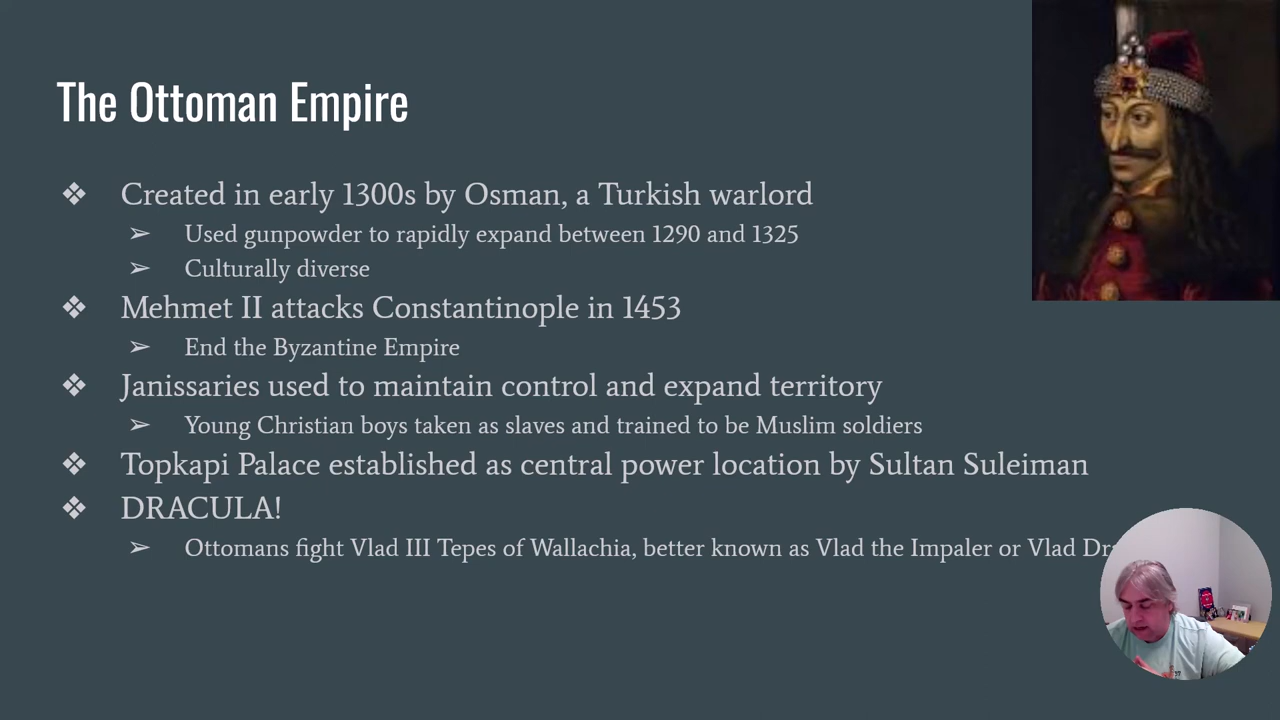 The Ottoman Empire
❖ Created in early 1300s by Osman, a Turkish warlord
➢ Used gunpowder to rapidly expand between 1290 and 1325
➢ Culturally diverse
❖ Mehmet II attacks Constantinople in 1453
➢ End the Byzantine Empire
❖ Janissaries used to maintain control and expand territory
➢ Young Christian boys taken as slaves and trained to be Muslim soldiers
❖ Topkapi Palace established as central power location by Sultan Suleiman
❖ DRACULA!
➢ Ottomans fight Vlad III Tepes of Wallachia, better known as Vlad the Impaler or Vlad